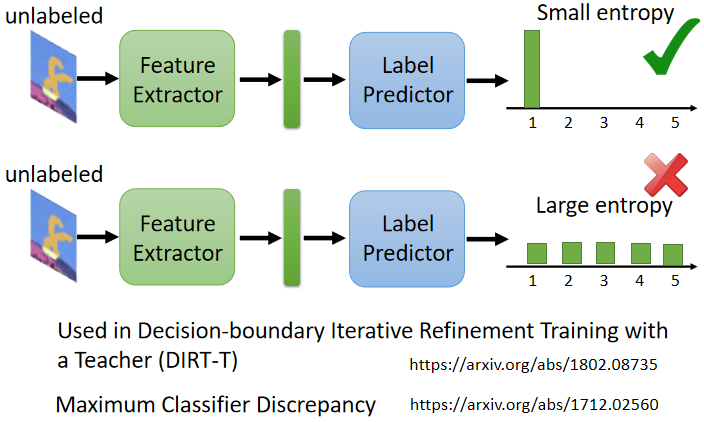 unlabeled
Feature
Extractor
Label
Predictor
Small entropy
1 2 3 4 5
unlabeled
Feature
Extractor
Label
Predictor
Large entropy
1 2 3 4 5
Used in Decision-boundary Iterative Refinement Training with
a Teacher (DIRT-T) https://arxiv.org/abs/1802.08735
Maximum Classifier Discrepancy https://arxiv.org/abs/1712.02560